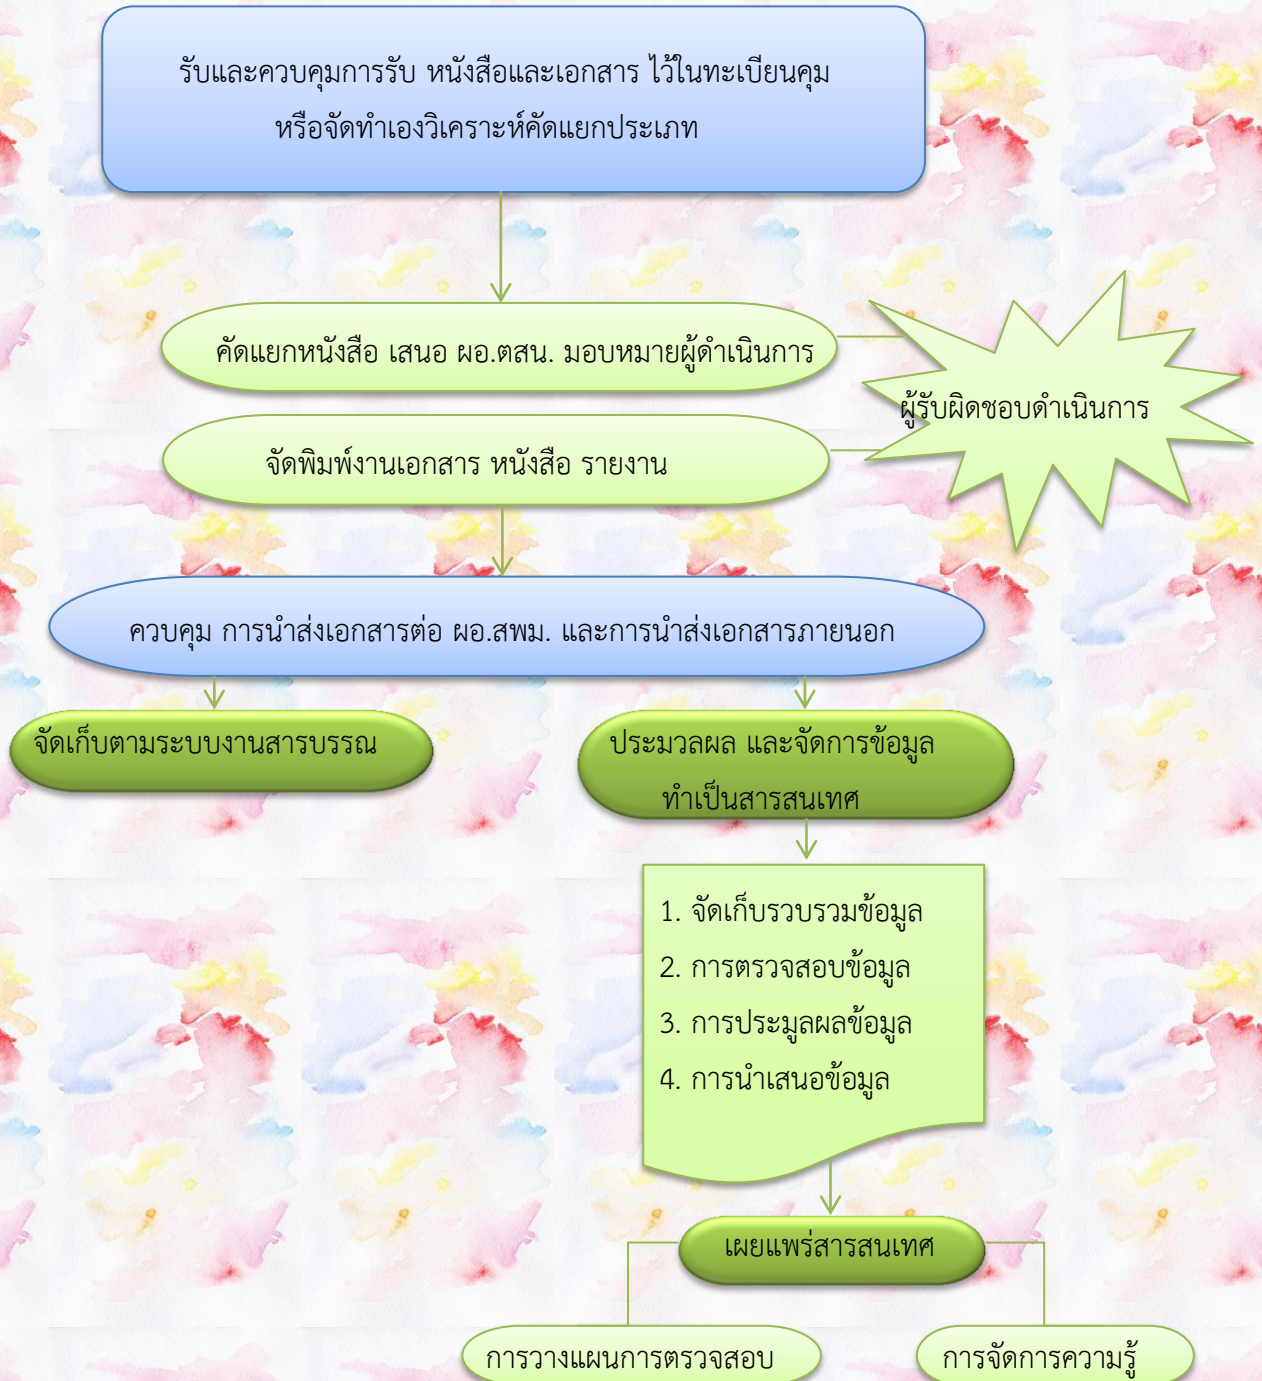 รับและควบคุมการรับ หนังสือและเอกสาร ไว้ในทะเบียนคุม
หรือจัดทำเองวิเคราะห์คัดแยกประเภท
คัดแยกหนังสือ เสนอ ผอ.ตสน. มอบหมายผู้ดำเนินการ
ผู้รับผิดชอบดำเนินการ
จัดพิมพ์งานเอกสาร หนังสือ รายงาน
ควบคุม การนำส่งเอกสารต่อ ผอ.สพม. และการนำส่งเอกสารภายนอก
จัดเก็บตามระบบงานสารบรรณ
ประมวลผล และจัดการข้อมูล
ทำเป็นสารสนเทศ
1. จัดเก็บรวบรวมข้อมูล
2. การตรวจสอบข้อมูล
3. การประมูลผลข้อมูล
4. การนำเสนอข้อมูล
เผยแพร่สารสนเทศ
การวางแผนการตรวจสอบ
การจัดการความรู้